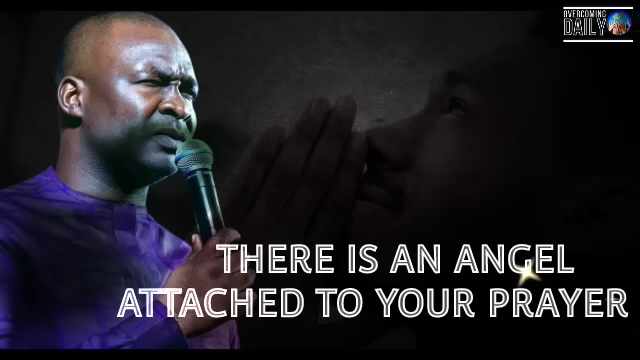 OVERCOMING
DAILY
THERE IS AN ANGEL
ATTACHED TO YOUR PRAYER